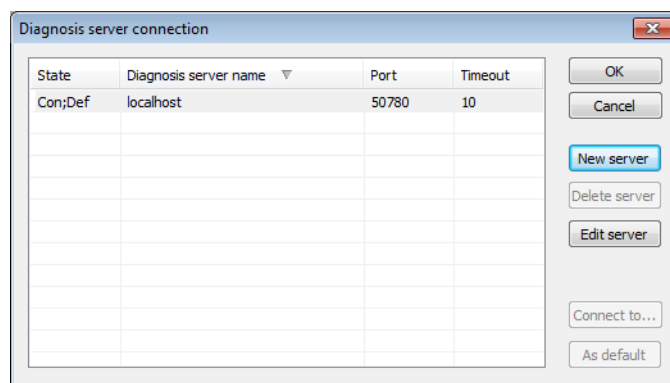 Diagnosis server connection
State Diagnosis server name Port Timeout
Con;Def localhost 50780 10
OK
Cancel
New server
Delete server
Edit server
Connect to...
As default